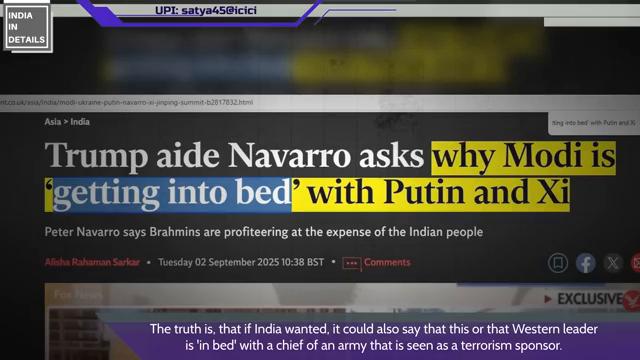 INDIA
IN
DETAILS
UPI: satya45@icici
nt.co.uk/asia/india/modi-ukraine-putin-navarro-xi-jinping-summit-b2817832.html
Asia > India
ting into bed' with Putin and Xi
Trump aide Navarro asks why Modi is
‘getting into bed’ with Putin and Xi
Peter Navarro says Brahmins are profiteering at the expense of the Indian people
Alisha Rahaman Sarkar • Tuesday 02 September 2025 10:38 BST • Comments
Fox News
EXCLUSIVE
The truth is, that if India wanted, it could also say that this or that Western leader
is 'in bed' with a chief of an army that is seen as a terrorism sponsor.